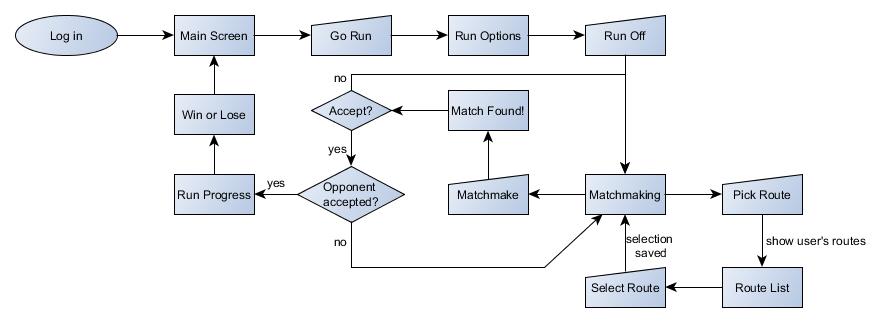 Log in
Main Screen
Go Run
Run Options
Run Off
no
Win or Lose
Accept?
Match Found!
yes
Run Progress
yes
Opponent
accepted?
Matchmake
Matchmaking
Pick Route
no
selection
saved
show user's routes
Select Route
Route List